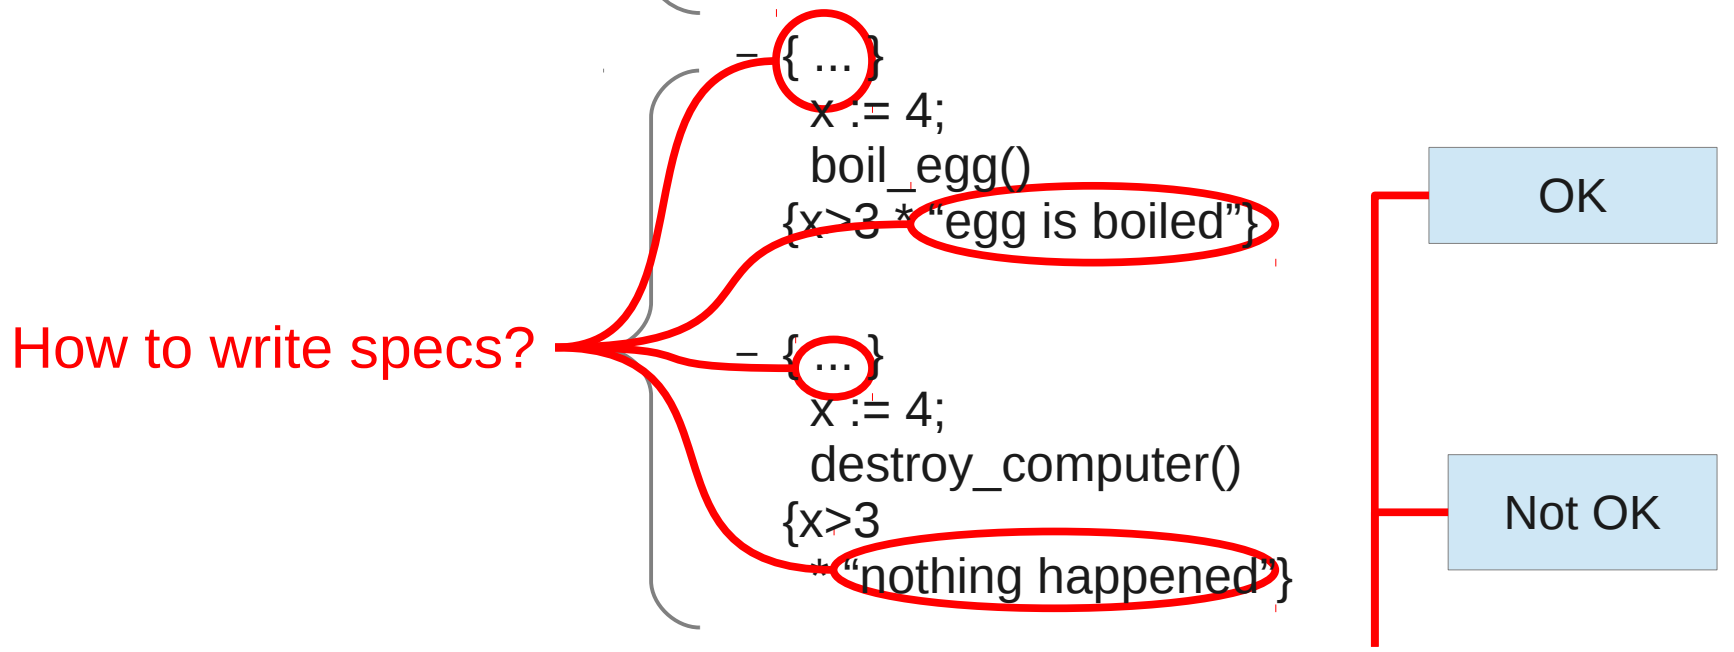 – { ... }
x := 4;
boil_egg()
{x>3 * “egg is boiled”}
OK
How to write specs?
– { ... }
x := 4;
destroy_computer()
{x>3
* “nothing happened”}
Not OK